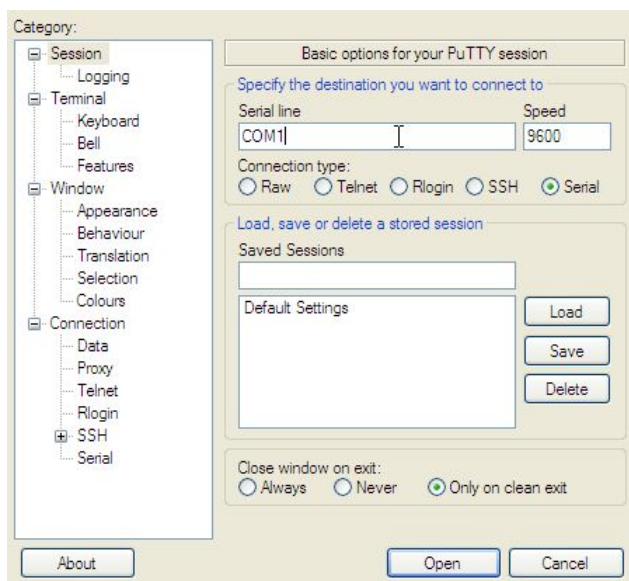 Category:
Session
Logging
Terminal
Keyboard
Bell
Features
Window
Appearance
Behaviour
Translation
Selection
Colours
Connection
Data
Proxy
Telnet
Rlogin
SSH
Serial
Basic options for your PuTTY session
Specify the destination you want to connect to
Serial line Speed
COM1 9600
Connection type:
Raw Telnet Rlogin SSH Serial
Load, save or delete a stored session
Saved Sessions
Default Settings
Load
Save
Delete
Close window on exit:
Always Never Only on clean exit
About Open Cancel